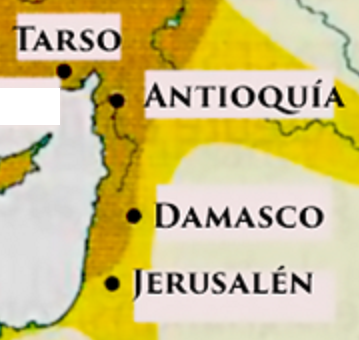 TARSO
ANTIOQUÍA
DAMASCO
JERUSALÉN